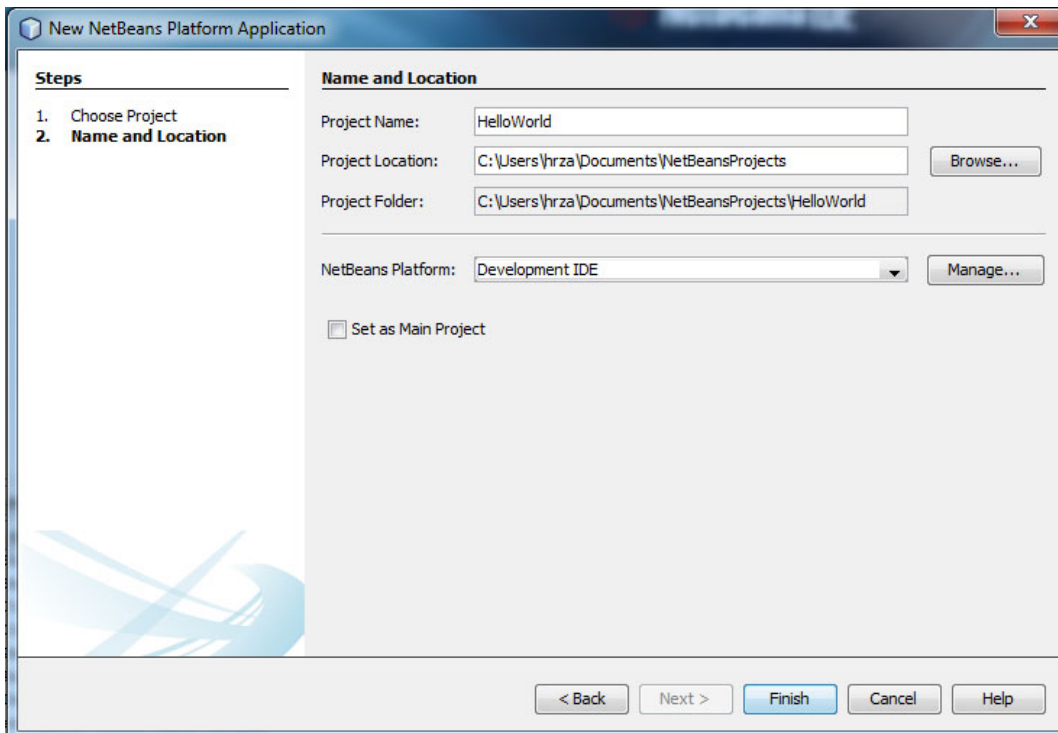 New NetBeans Platform Application
Steps
1. Choose Project
2. Name and Location
Name and Location
Project Name: HelloWorld
Project Location: C:\Users\hrza\Documents\NetBeansProjects Browse...
Project Folder: C:\Users\hrza\Documents\NetBeansProjects\HelloWorld
NetBeans Platform: Development IDE Manage...
Set as Main Project
< Back Next > Finish Cancel Help